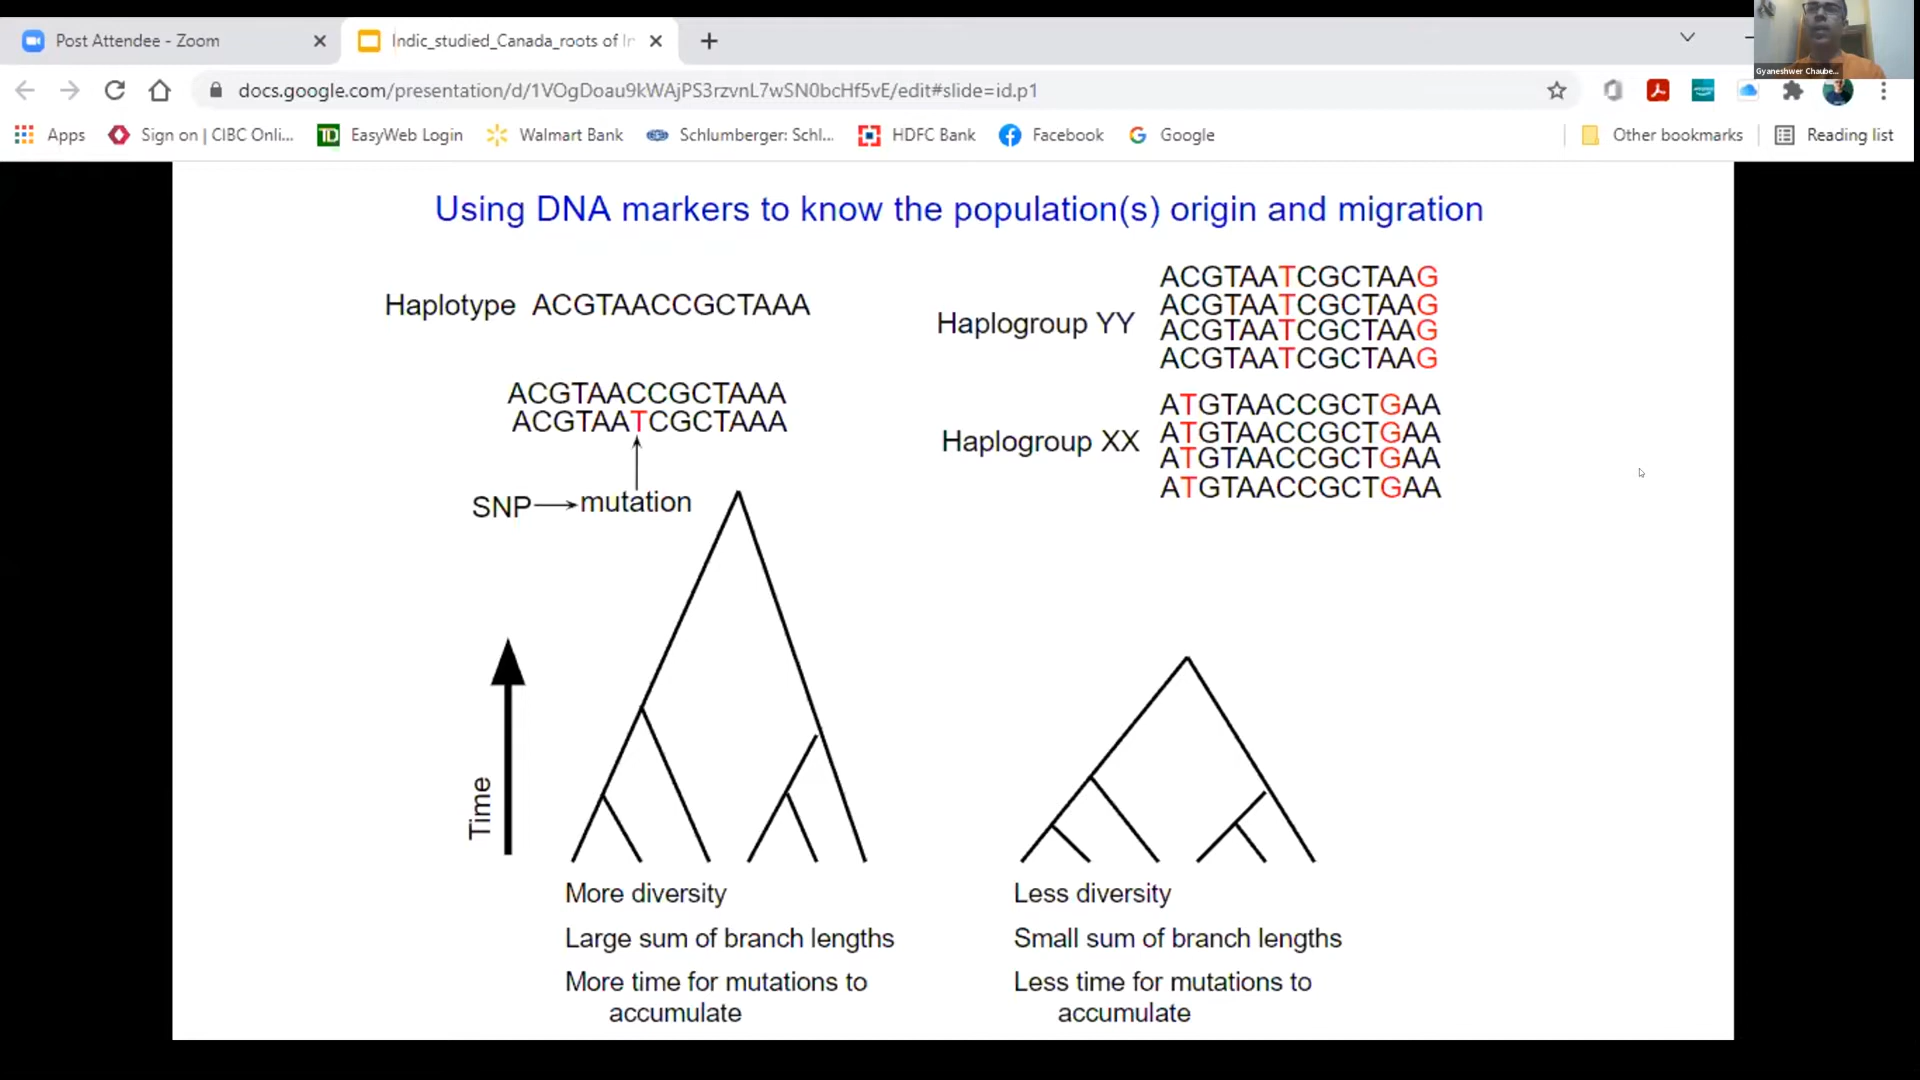 Post Attendee - Zoom
Indic_studied_Canada_roots of In
Gyaneshwer Chaube...
docs.google.com/presentation/d/1VOgDoau9kWAjPS3rzvnL7wSN0bcHf5vE/edit#slide=id.p1
Apps
Sign on | CIBC Onli...
TD
EasyWeb Login
Walmart Bank
Schlumberger: Schl...
HDFC Bank
Facebook
Google
Other bookmarks
Reading list
Using DNA markers to know the population(s) origin and migration
Haplotype ACGTAACCGCTAAA
ACGTAACCGCTAAA
ACGTAATCGCTAAA
SNP
mutation
Haplogroup YY
ACGTAATCGCTAAG
ACGTAATCGCTAAG
ACGTAATCGCTAAG
ACGTAATCGCTAAG
Haplogroup XX
ATGTAACCGCTGAA
ATGTAACCGCTGAA
ATGTAACCGCTGAA
ATGTAACCGCTGAA
Time
More diversity
Large sum of branch lengths
More time for mutations to
accumulate
Less diversity
Small sum of branch lengths
Less time for mutations to
accumulate